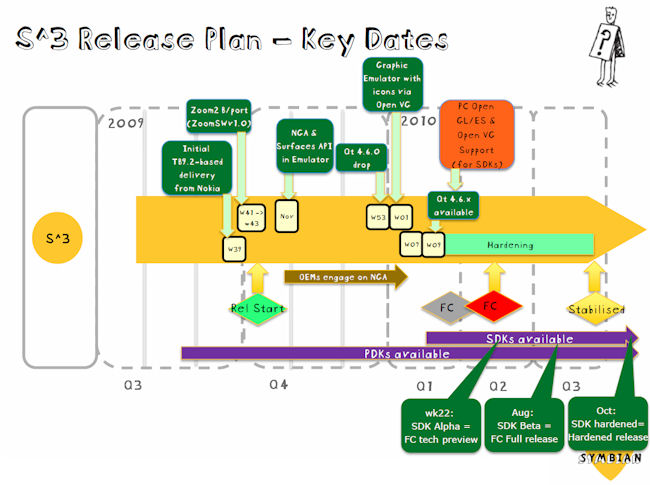 S^3 Release Plan – Key Dates
?
2009
2010
Zoom2 B/port
(ZoomSWv1.0)
Initial
TB9.2-based
delivery
from Nokia
NGA &
Surfaces API
in Emulator
Qt 4.6.0
drop
Graphic
Emulator with
icons via
Open VG
PC Open
GL/ES &
Open VG
Support
(for SDKs)
Qt 4.6.x
available
S^3
W39
W41 ->
W43
Nov
W53
W01
W07
W09
Hardening
OEMs engage on NGA
Rel Start
FC
FC
Stabilised
SDKs available
PDKs available
Q3
Q4
Q1
Q2
Q3
wk22:
SDK Alpha =
FC tech preview
Aug:
SDK Beta =
FC Full release
Oct:
SDK hardened=
Hardened release
SYMBIAN